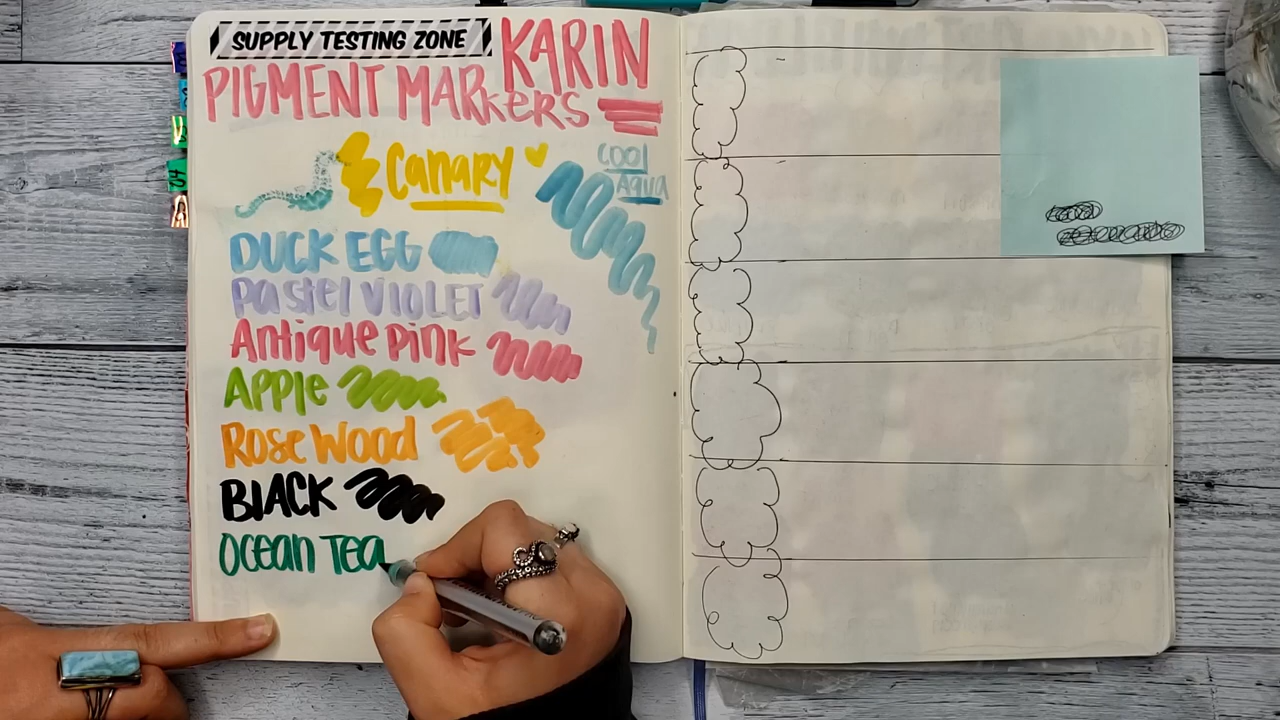 SUPPLY TESTING ZONE KARIN
PIGMENT MARKERS
Canary
COOL
Aqua
DUCK EGG
Pastel VIOLET
Antique Pink
Apple
Rose Wood
BLACK
Ocean Tea